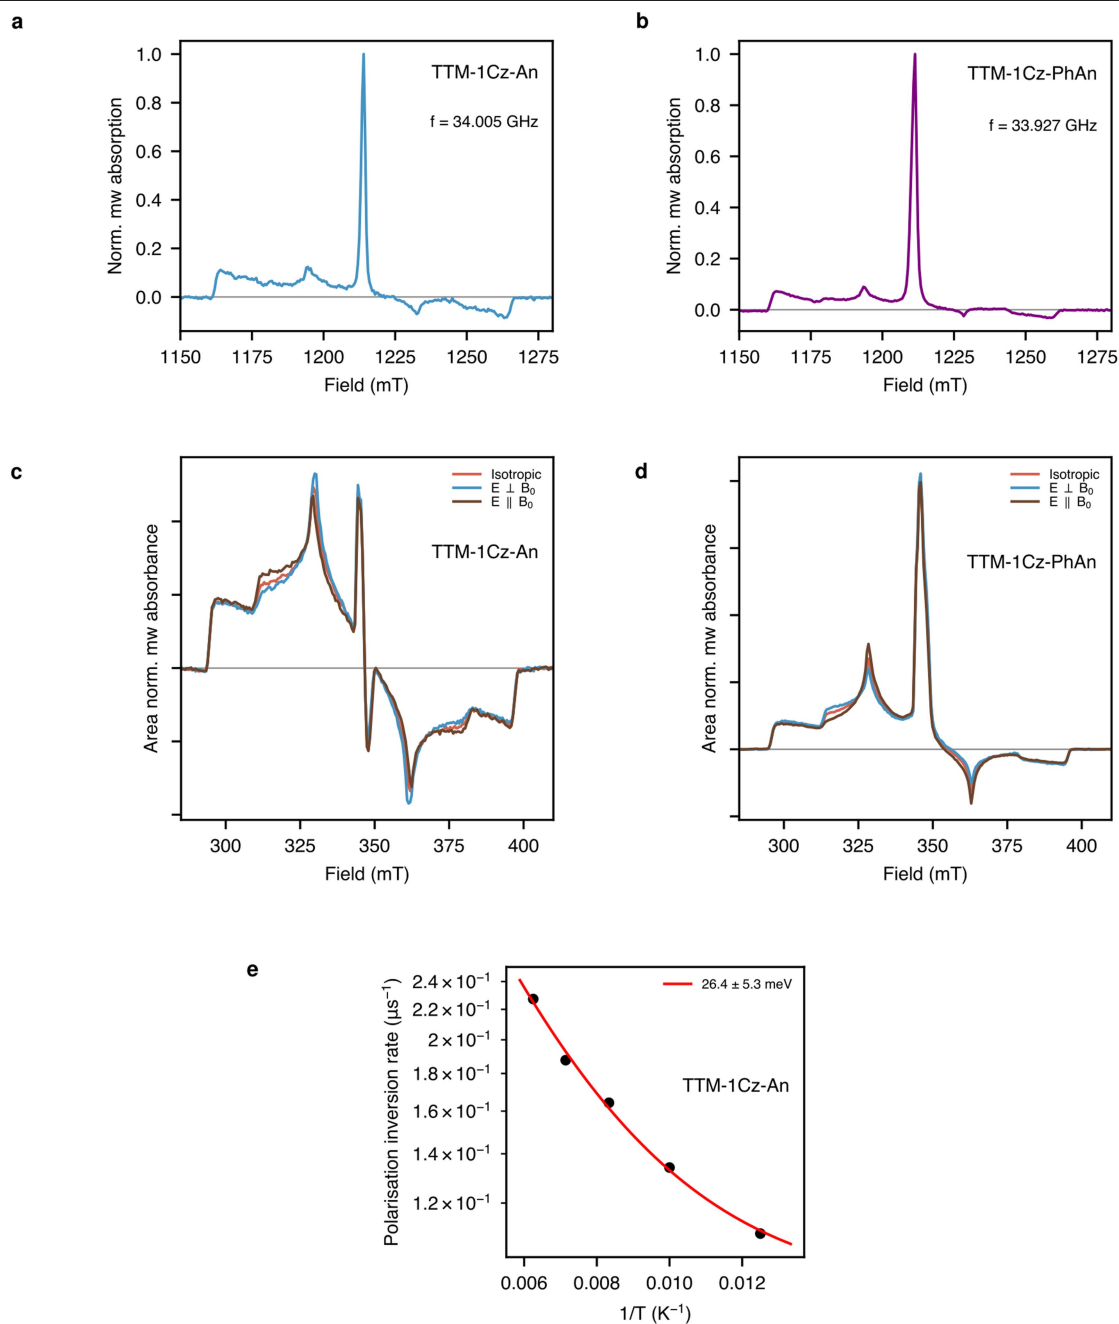 a
TTM-1Cz-An
f = 34.005 GHz
Norm. mw absorption
1.0
0.8
0.6
0.4
0.2
0.0
1150 1175 1200 1225 1250 1275
Field (mT)
b
TTM-1Cz-PhAn
f = 33.927 GHz
Norm. mw absorption
1.0
0.8
0.6
0.4
0.2
0.0
1150 1175 1200 1225 1250 1275
Field (mT)
c
Isotropic
E ⊥ B₀
E ∥ B₀
TTM-1Cz-An
Area norm. mw absorbance
300 325 350 375 400
Field (mT)
d
Isotropic
E ⊥ B₀
E ∥ B₀
TTM-1Cz-PhAn
Area norm. mw absorbance
300 325 350 375 400
Field (mT)
e
26.4 ± 5.3 meV
TTM-1Cz-An
Polarisation inversion rate (µs⁻¹)
2.4 × 10⁻¹
2.2 × 10⁻¹
2 × 10⁻¹
1.8 × 10⁻¹
1.6 × 10⁻¹
1.4 × 10⁻¹
1.2 × 10⁻¹
0.006 0.008 0.010 0.012
1/T (K⁻¹)